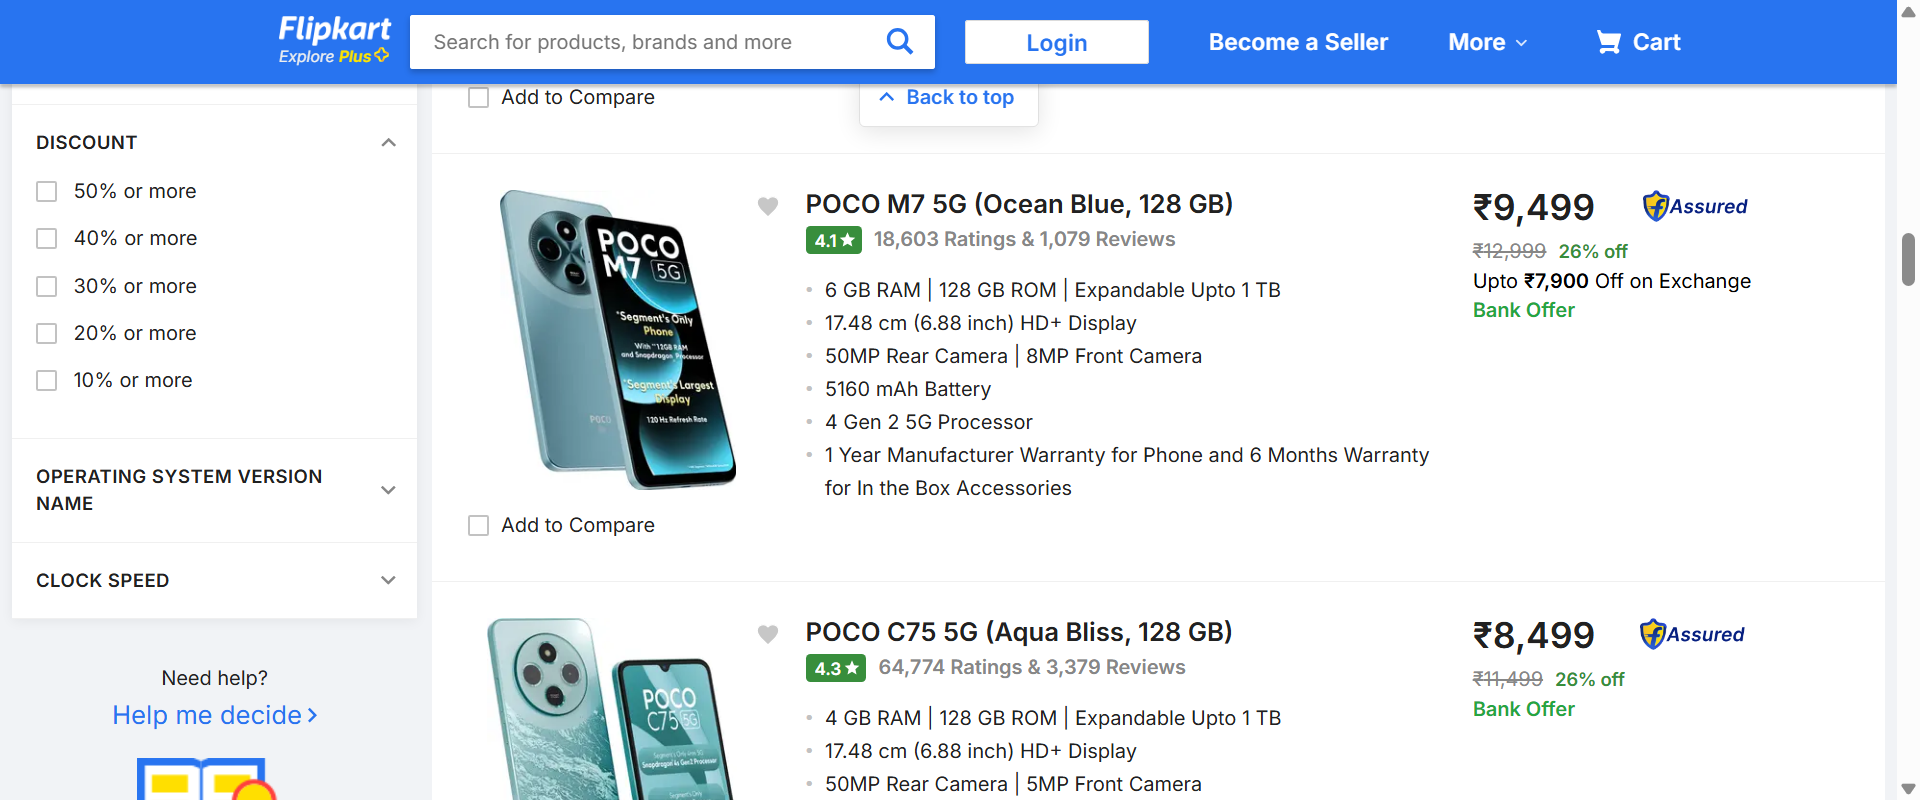 Flipkart
Explore Plus
Search for products, brands and more
Login
Become a Seller
More
Cart
DISCOUNT
50% or more
40% or more
30% or more
20% or more
10% or more
OPERATING SYSTEM VERSION
NAME
CLOCK SPEED
Need help?
Help me decide
Add to Compare
Back to top
POCO
M7 5G
"Segment's Only
Phone
With "12GB RAM
and Snapdragon Processor
"Segment's Largest
Display
120 Hz Refresh Rate
POCO
Add to Compare
POCO M7 5G (Ocean Blue, 128 GB)
4.1★ 18,603 Ratings & 1,079 Reviews
• 6 GB RAM | 128 GB ROM | Expandable Upto 1 TB
• 17.48 cm (6.88 inch) HD+ Display
• 50MP Rear Camera | 8MP Front Camera
• 5160 mAh Battery
• 4 Gen 2 5G Processor
• 1 Year Manufacturer Warranty for Phone and 6 Months Warranty
for In the Box Accessories
₹9,499
Assured
₹12,999 26% off
Upto ₹7,900 Off on Exchange
Bank Offer
POCO
C75 5G
Segment's Only
POCO C75 5G (Aqua Bliss, 128 GB)
4.3★ 64,774 Ratings & 3,379 Reviews
• 4 GB RAM | 128 GB ROM | Expandable Upto 1 TB
• 17.48 cm (6.88 inch) HD+ Display
• 50MP Rear Camera | 5MP Front Camera
₹8,499
Assured
₹11,499 26% off
Bank Offer